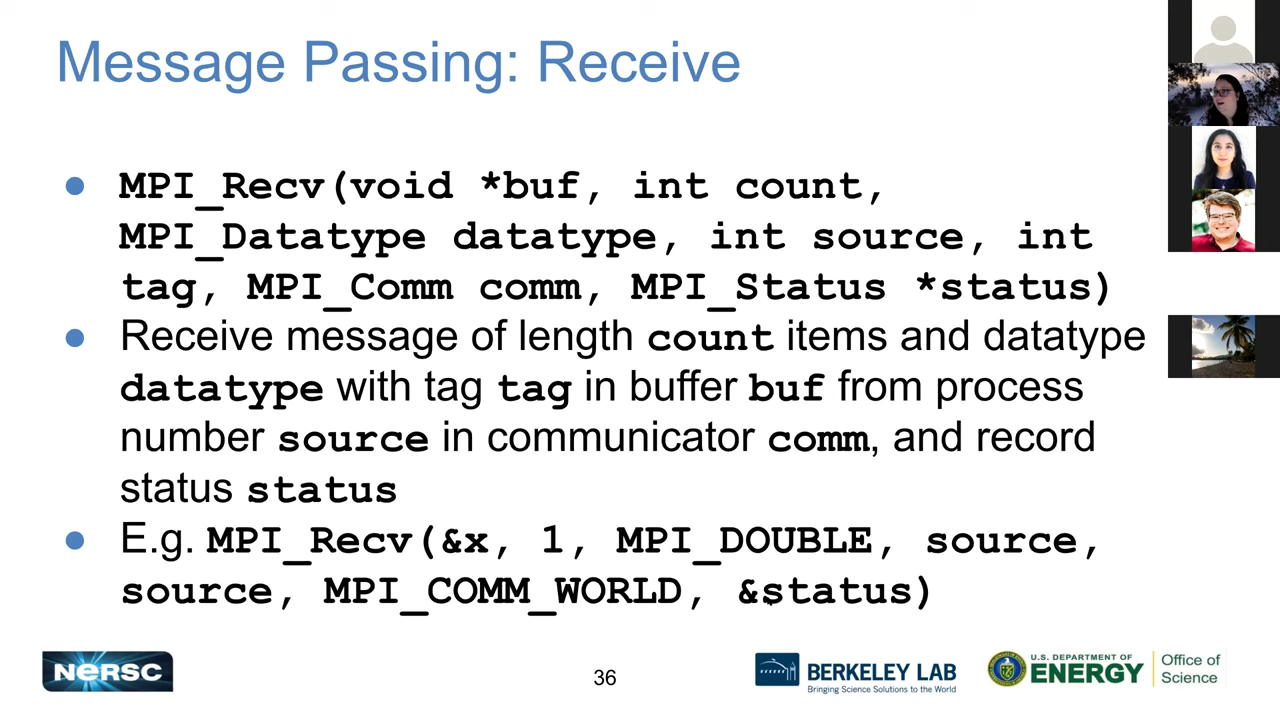 Message Passing: Receive
● MPI_Recv(void *buf, int count,
MPI_Datatype datatype, int source, int
tag, MPI_Comm comm, MPI_Status *status)
● Receive message of length count items and datatype
datatype with tag tag in buffer buf from process
number source in communicator comm, and record
status status
● E.g. MPI_Recv(&x, 1, MPI_DOUBLE, source,
source, MPI_COMM_WORLD, &status)
NERSC
36
BERKELEY LAB
Bringing Science Solutions to the World
U.S. DEPARTMENT OF
ENERGY
Office of
Science